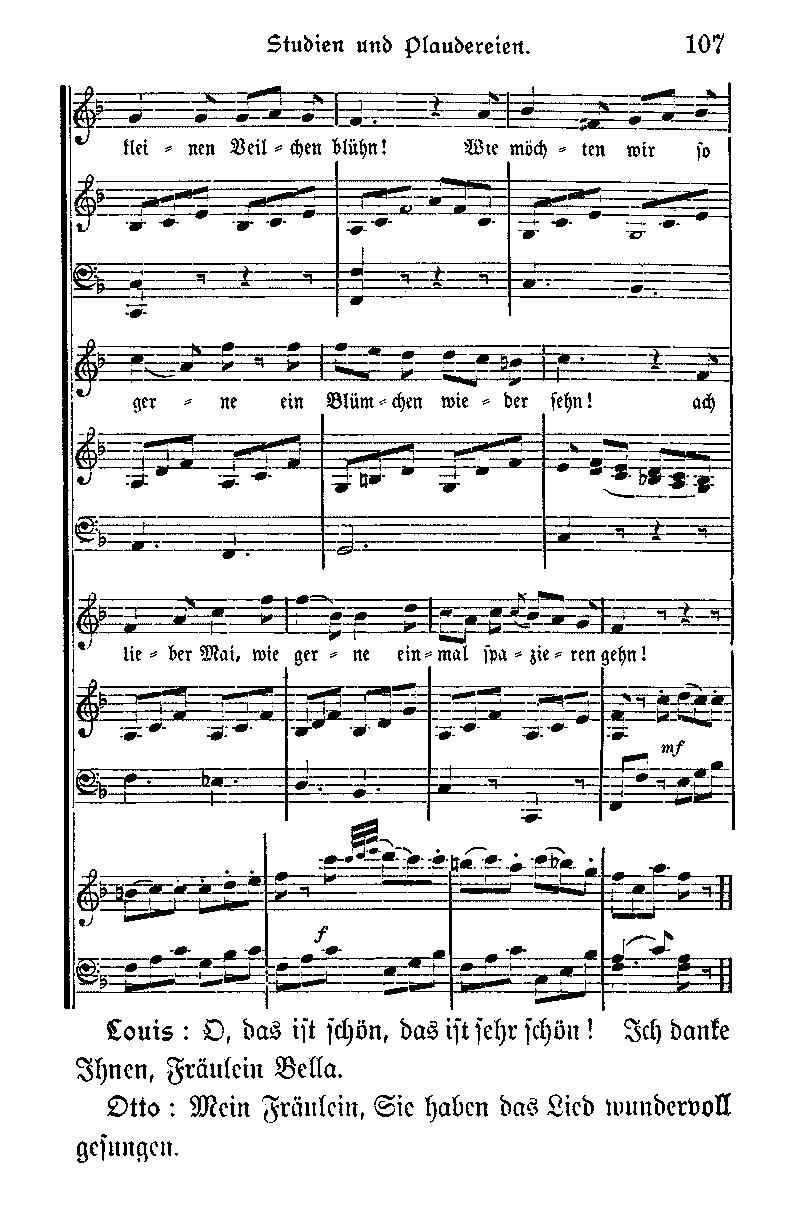 Studien und Plaudereien. 107
klei - nen Veil - chen blühn! Wie möch - ten wir so
ger - ne ein Blüm - chen wie - der sehn! ach
lie - ber Mai, wie ger - ne ein - mal spa - zie - ren gehn!
mf
f
Louis : O, das ist schön, das ist sehr schön! Ich danke
Ihnen, Fräulein Bella.
Otto : Mein Fräulein, Sie haben das Lied wundervoll
gesungen.